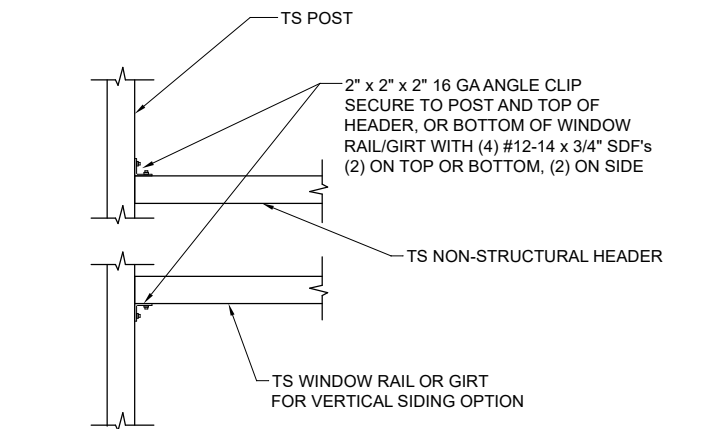 TS POST
2" x 2" x 2" 16 GA ANGLE CLIP
SECURE TO POST AND TOP OF
HEADER, OR BOTTOM OF WINDOW
RAIL/GIRT WITH (4) #12-14 x 3/4" SDF's
(2) ON TOP OR BOTTOM, (2) ON SIDE
TS NON-STRUCTURAL HEADER
TS WINDOW RAIL OR GIRT
FOR VERTICAL SIDING OPTION